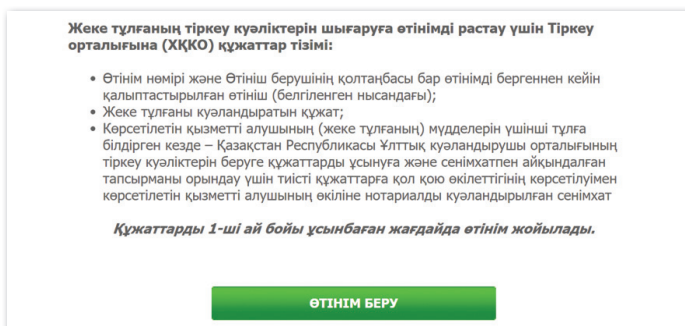 Жеке тұлғаның тіркеу куәліктерін шығаруға өтінімді растау үшін Тіркеу
орталығына (ХҚКО) құжаттар тізімі:
• Өтінім нөмірі және Өтініш берушінің қолтаңбасы бар өтінімді бергеннен кейін
қалыптастырылған өтініш (белгіленген нысандағы);
• Жеке тұлғаны куәландыратын құжат;
• Көрсетілетін қызметті алушының (жеке тұлғаның) мүдделерін үшінші тұлға
білдірген кезде – Қазақстан Республикасы Ұлттық куәландырушы орталығының
тіркеу куәліктерін беруге құжаттарды ұсынуға және сенімхатпен айқындалған
тапсырманы орындау үшін тиісті құжаттарға қол қою өкілеттігінің көрсетілуімен
көрсетілетін қызметті алушының өкіліне нотариалды куәландырылған сенімхат
Құжаттарды 1-ші ай бойы ұсынбаған жағдайда өтінім жойылады.
ӨТІНІМ БЕРУ